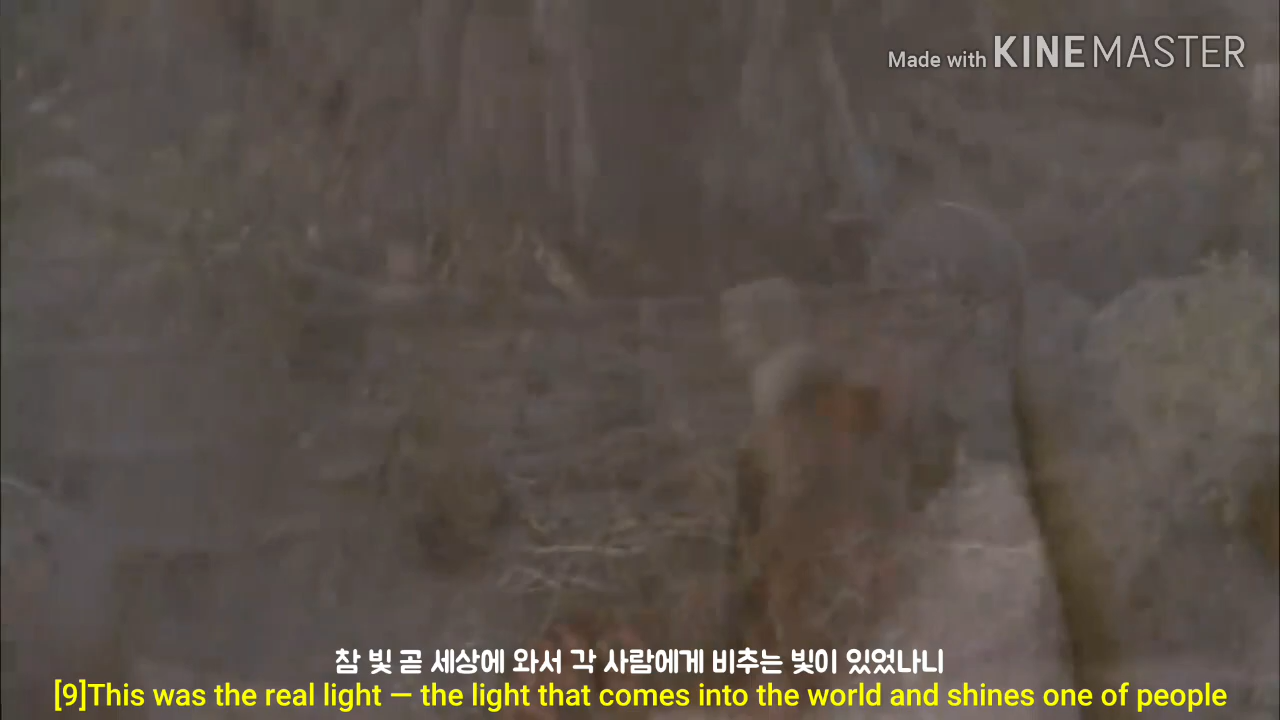 Made with KINEMASTER
참 빛 곧 세상에 와서 각 사람에게 비추는 빛이 있었나니
[9]This was the real light — the light that comes into the world and shines one of people